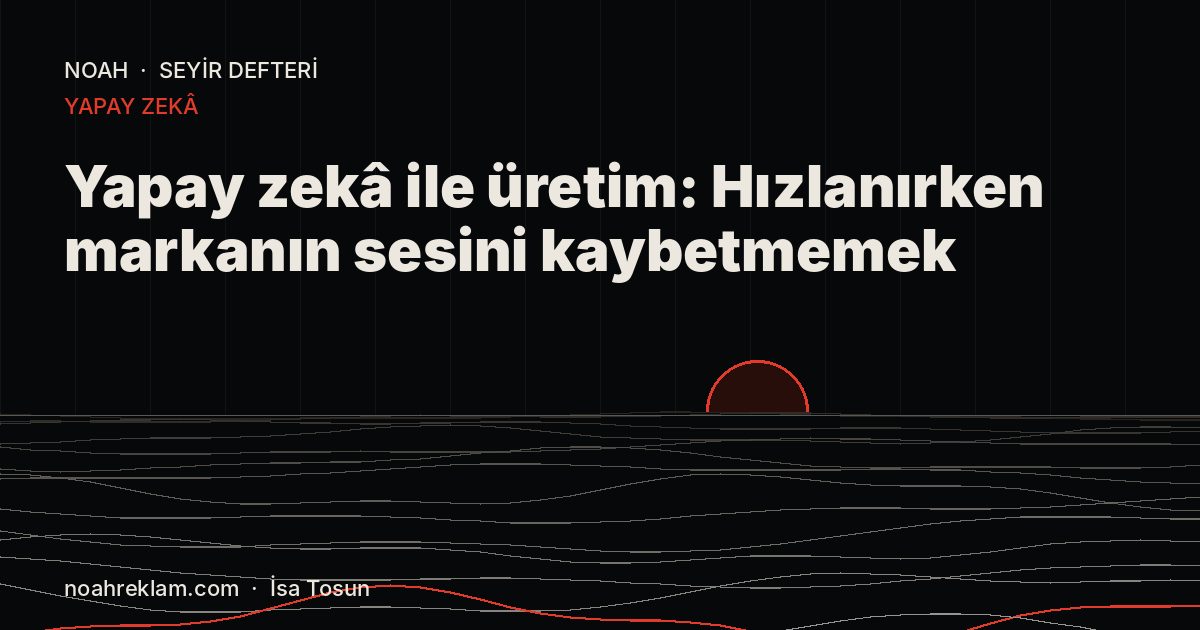 NOAH · SEYİR DEFTERİ
YAPAY ZEKÂ
Yapay zekâ ile üretim: Hızlanırken
markanın sesini kaybetmemek
noahreklam.com · İsa Tosun